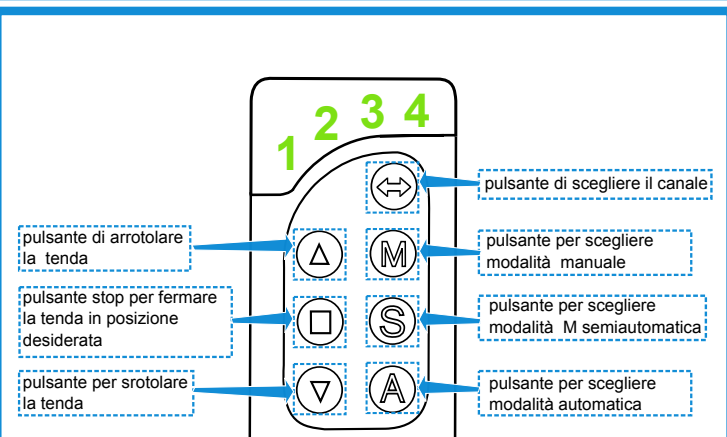 1 2 3 4
pulsante di scegliere il canale
pulsante di arrotolare
la tenda
M
pulsante per scegliere
modalità manuale
pulsante stop per fermare
la tenda in posizione
desiderata
S
pulsante per scegliere
modalità M semiautomatica
pulsante per srotolare
la tenda
A
pulsante per scegliere
modalità automatica